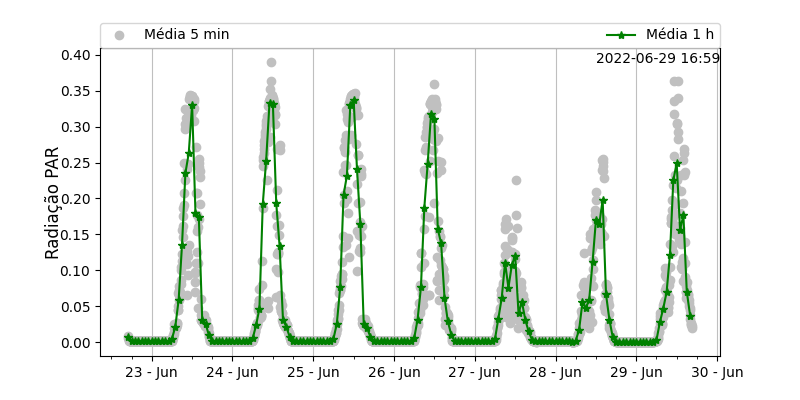 Média 5 min
Média 1 h
2022-06-29 16:59
Radiação PAR
0.40
0.35
0.30
0.25
0.20
0.15
0.10
0.05
0.00
23 - Jun
24 - Jun
25 - Jun
26 - Jun
27 - Jun
28 - Jun
29 - Jun
30 - Jun